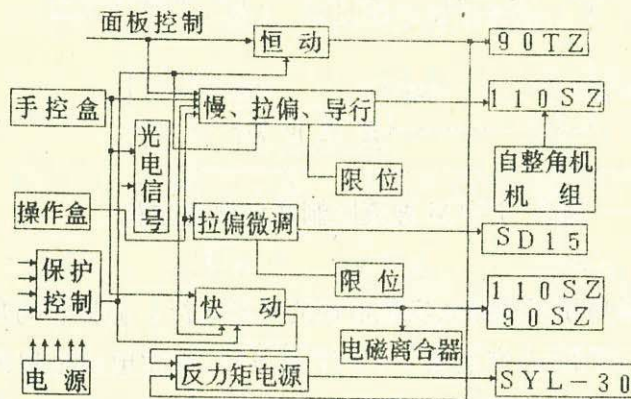 面板控制
恒动
90TZ
手控盒
慢、拉偏、导行
110SZ
光
电
信
号
限位
自整角机
机组
操作盒
拉偏微调
SD15
保护
控制
限位
快动
110SZ
90SZ
电磁离合器
电源
反力矩电源
SYL-30